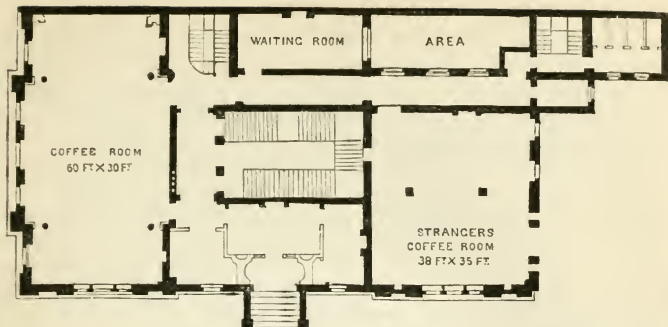 WAITING ROOM
AREA
COFFEE ROOM
60 FT X 30 FT
STRANGERS
COFFEE ROOM
38 FT X 35 FT.